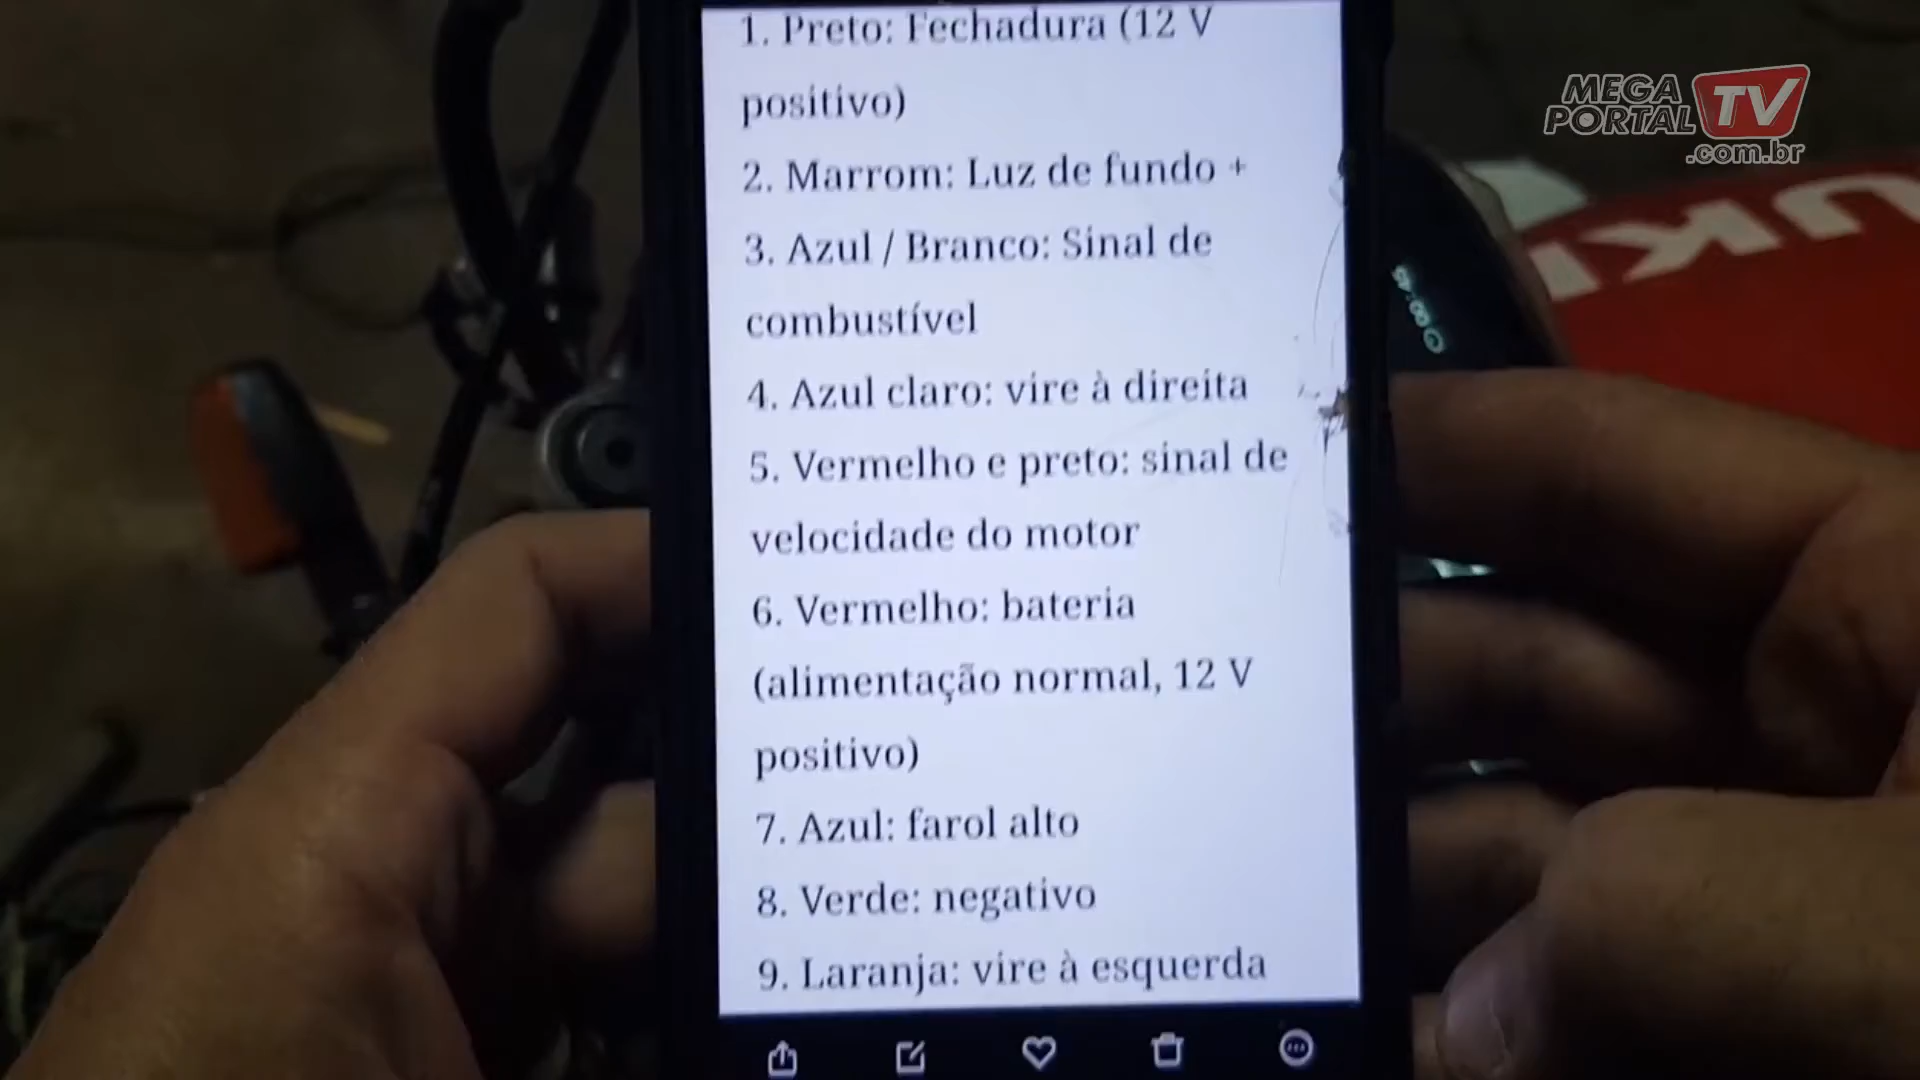 MEGA
PORTAL TV
.com.br
1. Preto: Fechadura (12 V
positivo)
2. Marrom: Luz de fundo +
3. Azul / Branco: Sinal de
combustível
4. Azul claro: vire à direita
5. Vermelho e preto: sinal de
velocidade do motor
6. Vermelho: bateria
(alimentação normal, 12 V
positivo)
7. Azul: farol alto
8. Verde: negativo
9. Laranja: vire à esquerda